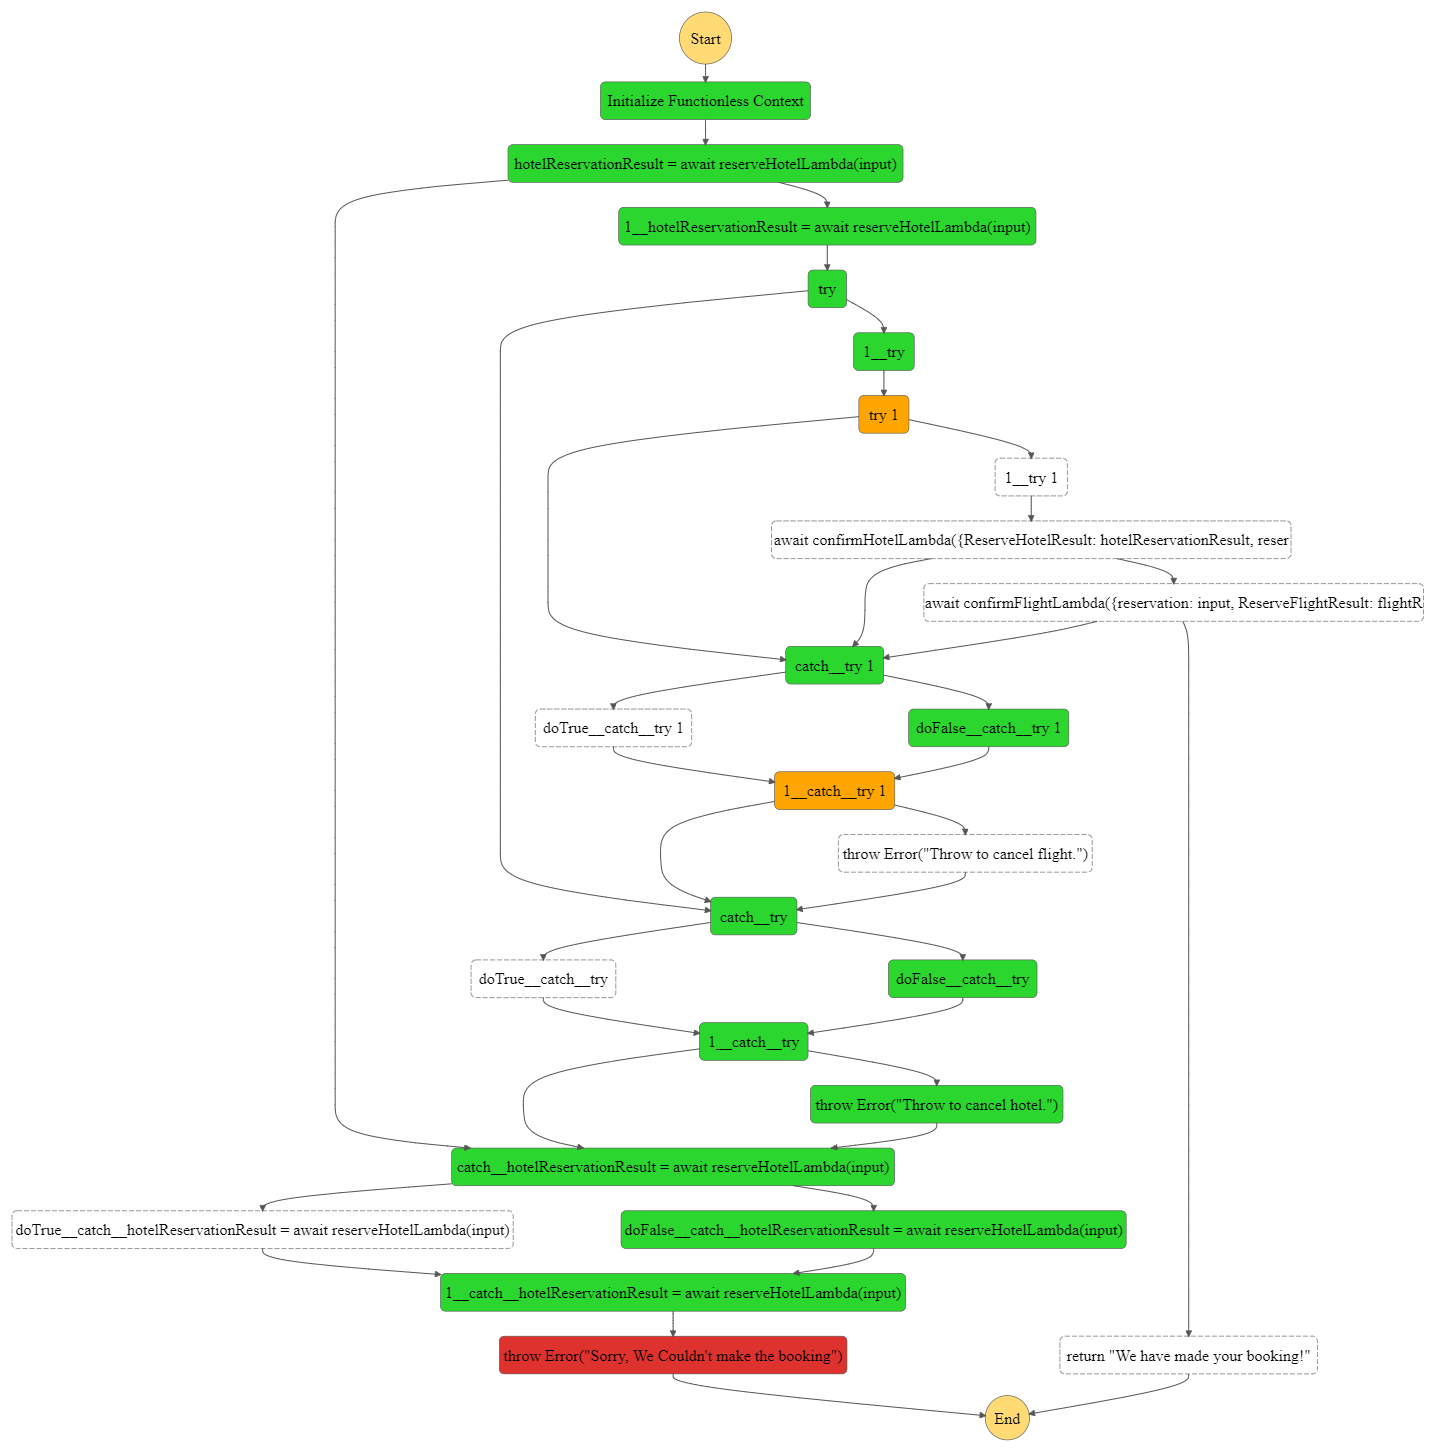 Start
Initialize Functionless Context
hotelReservationResult = await reserveHotelLambda(input)
1__hotelReservationResult = await reserveHotelLambda(input)
try
1__try
try 1
1__try 1
await confirmHotelLambda({ReserveHotelResult: hotelReservationResult, reser
await confirmFlightLambda({reservation: input, ReserveFlightResult: flightR
catch__try 1
doTrue__catch__try 1
doFalse__catch__try 1
1__catch__try 1
throw Error("Throw to cancel flight.")
catch__try
doTrue__catch__try
doFalse__catch__try
1__catch__try
throw Error("Throw to cancel hotel.")
catch__hotelReservationResult = await reserveHotelLambda(input)
doTrue__catch__hotelReservationResult = await reserveHotelLambda(input)
doFalse__catch__hotelReservationResult = await reserveHotelLambda(input)
1__catch__hotelReservationResult = await reserveHotelLambda(input)
throw Error("Sorry, We Couldn't make the booking")
return "We have made your booking!"
End